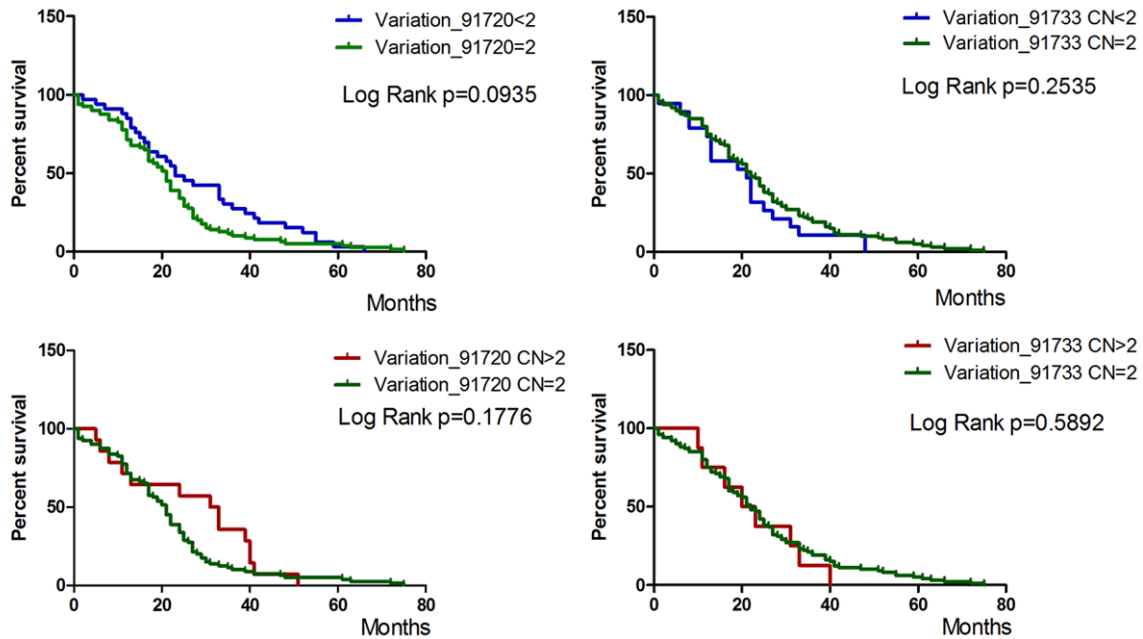 150
100
50
0
Percent survival
0 20 40 60 80
Months
Variation_91720<2
Variation_91720=2
Log Rank p=0.0935
150
100
50
0
Percent survival
0 20 40 60 80
Months
Variation_91733 CN<2
Variation_91733 CN=2
Log Rank p=0.2535
150
100
50
0
Percent survival
0 20 40 60 80
Months
Variation_91720 CN>2
Variation_91720 CN=2
Log Rank p=0.1776
150
100
50
0
Percent survival
0 20 40 60 80
Months
Variation_91733 CN>2
Variation_91733 CN=2
Log Rank p=0.5892